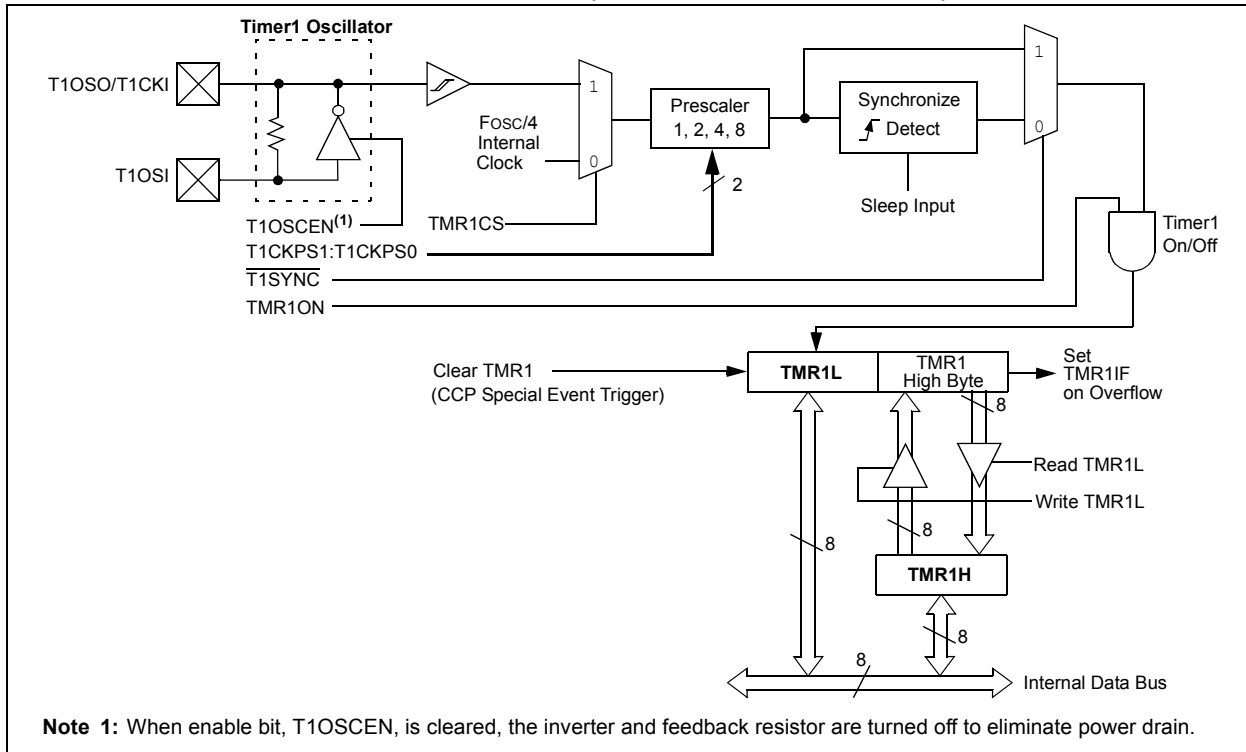 Timer1 Oscillator
T1OSO/T1CKI
T1OSI
FOSC/4
Internal
Clock
1
0
Prescaler
1, 2, 4, 8
2
Synchronize
Detect
Sleep Input
1
0
T1OSCEN(1)
TMR1CS
T1CKPS1:T1CKPS0
T1SYNC
TMR1ON
Timer1
On/Off
Clear TMR1
(CCP Special Event Trigger)
TMR1L
TMR1
High Byte
Set
TMR1IF
on Overflow
8
Read TMR1L
Write TMR1L
8
8
TMR1H
8
8
Internal Data Bus
Note 1: When enable bit, T1OSCEN, is cleared, the inverter and feedback resistor are turned off to eliminate power drain.